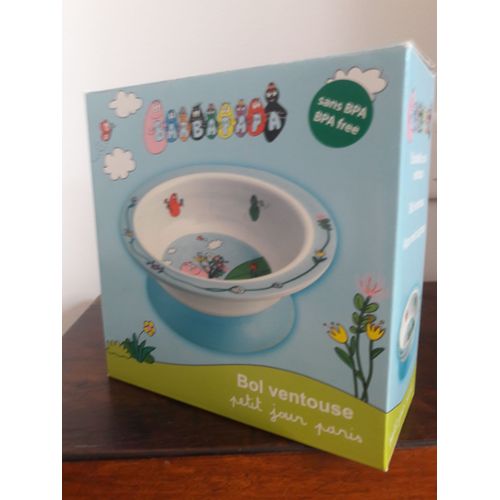 BARBAPAPA
sans BPA
BPA free
Bol ventouse
petit jour paris